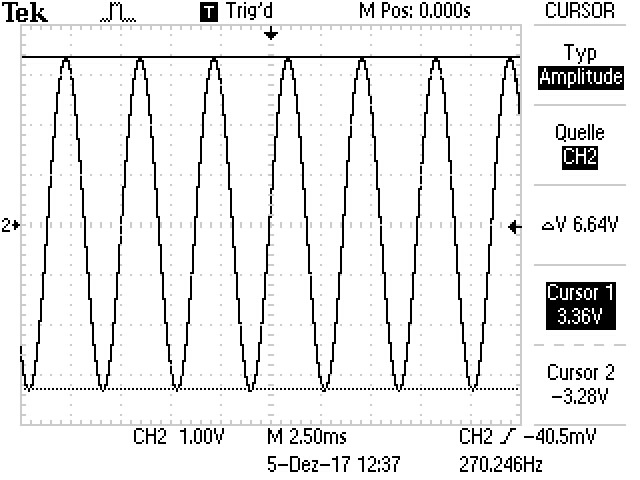 Tek T Trig'd M Pos: 0.000s CURSOR
Typ
Amplitude
Quelle
CH2
2
△V 6.64V
Cursor 1
3.36V
Cursor 2
-3.28V
CH2 1.00V M 2.50ms CH2 -40.5mV
5-Dez-17 12:37 270.246Hz